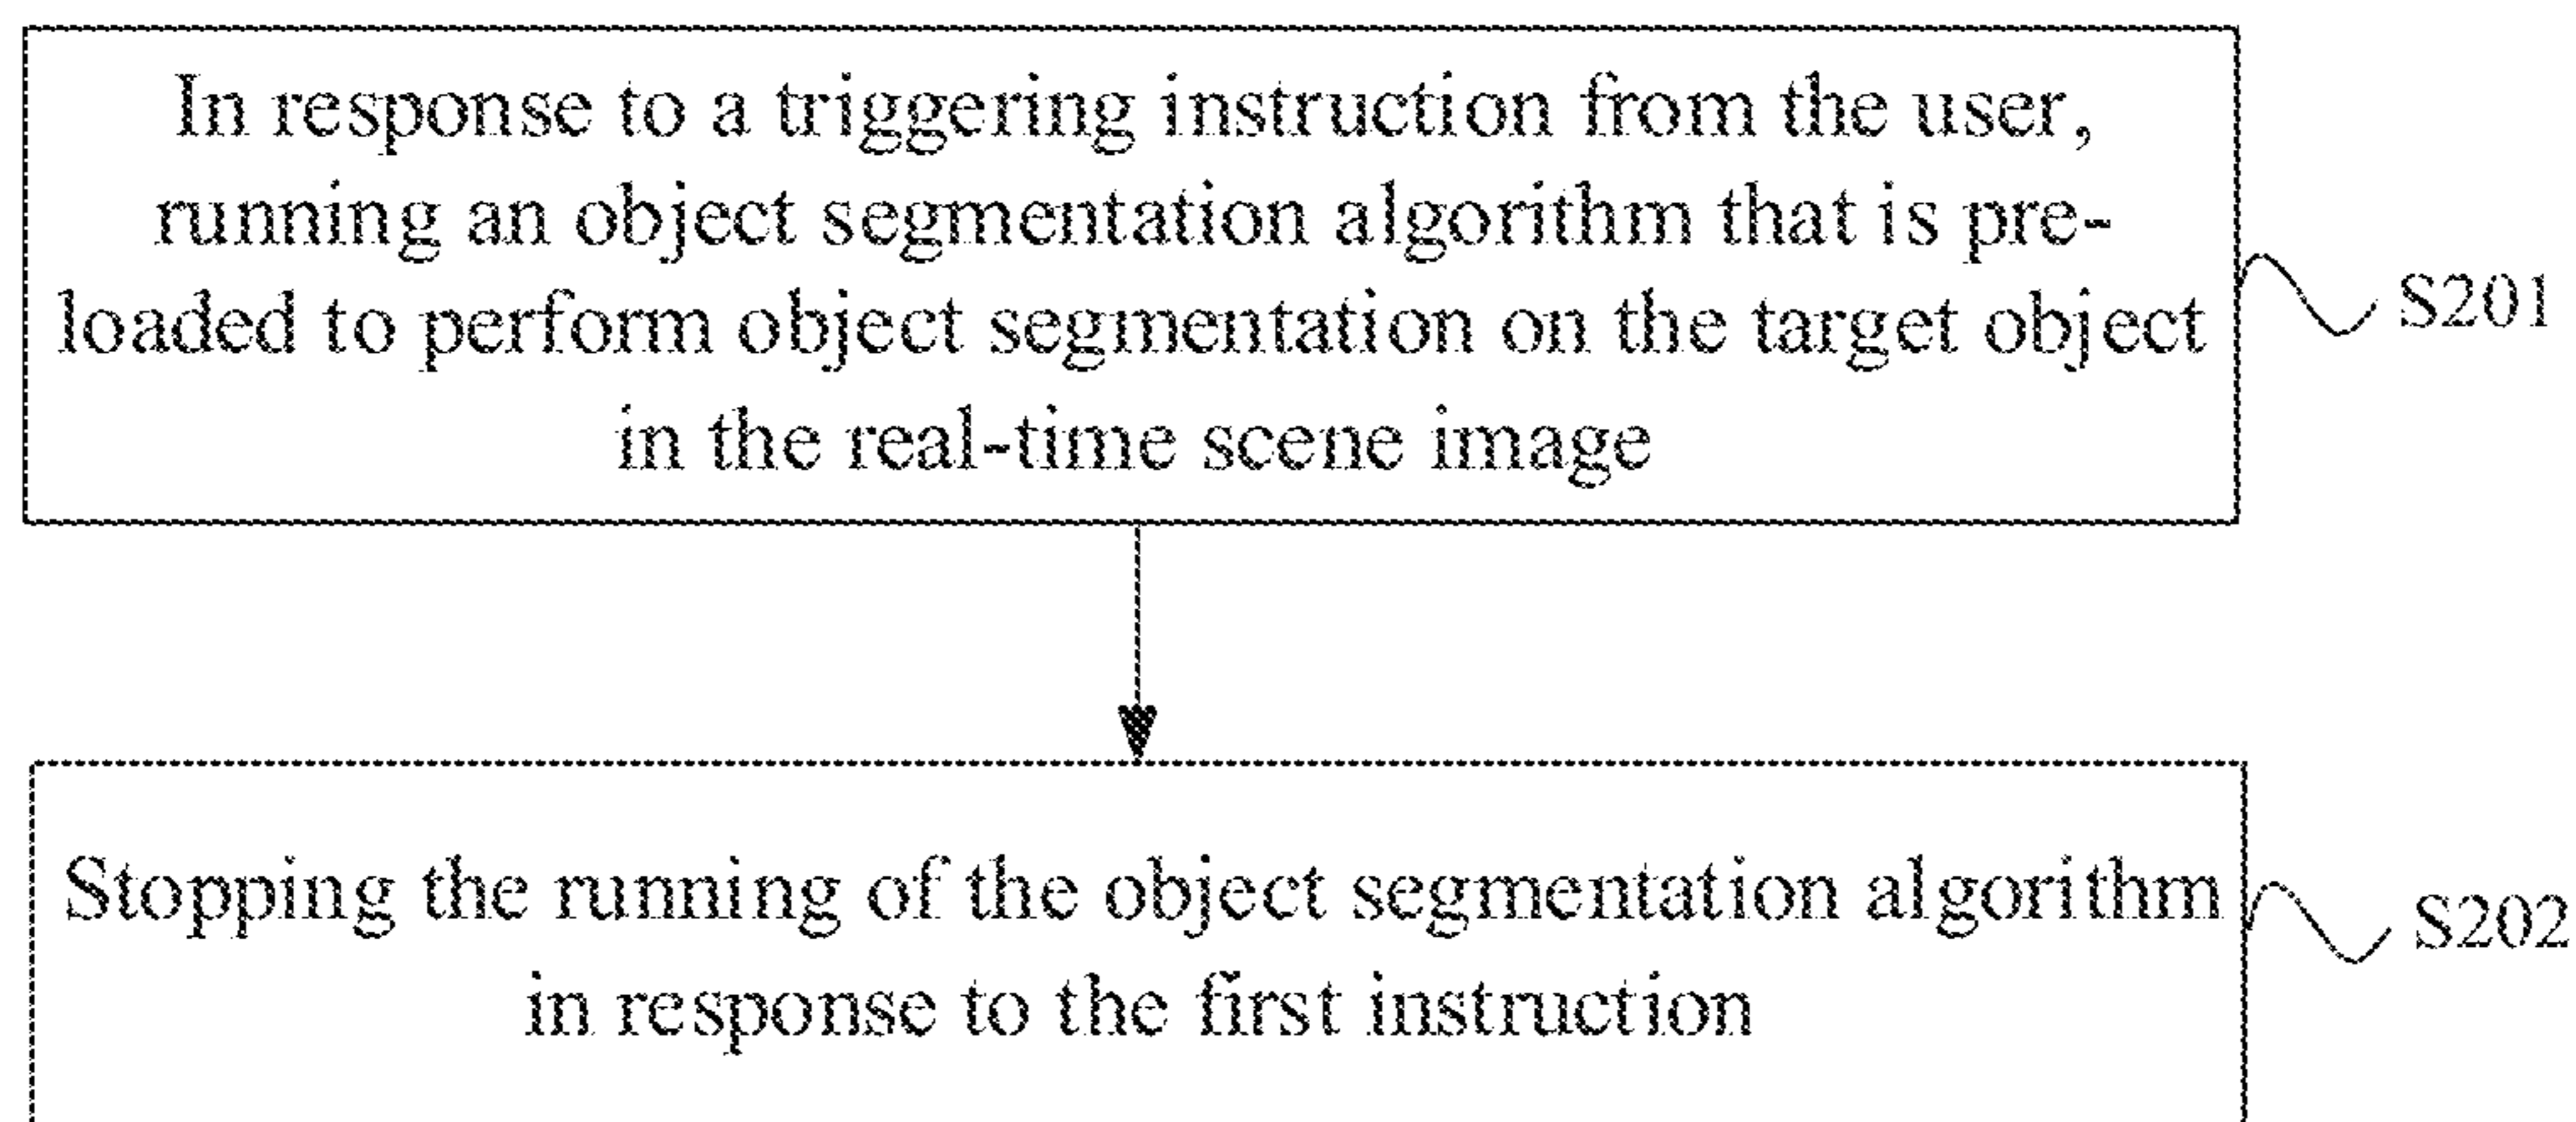 In response to a triggering instruction from the user,
running an object segmentation algorithm that is pre-
loaded to perform object segmentation on the target object
in the real-time scene image
S201
Stopping the running of the object segmentation algorithm
in response to the first instruction
S202